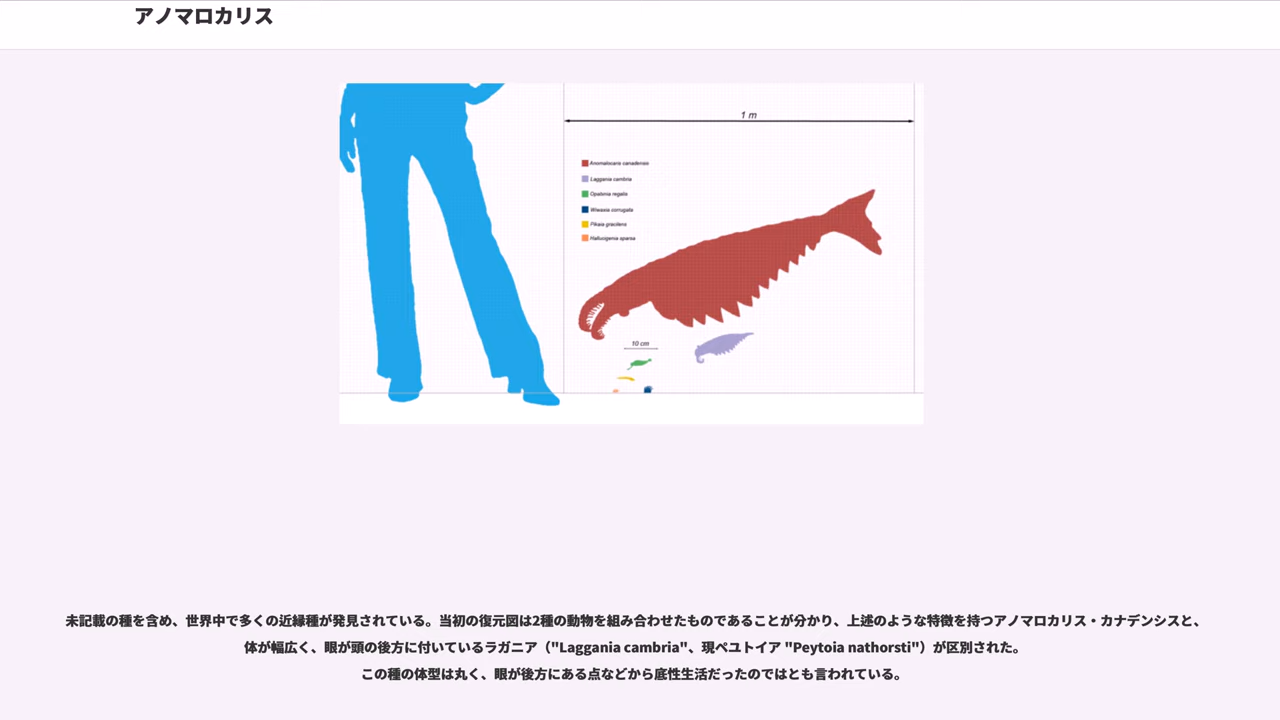 アノマロカリス
1 m
Anomalocaris canadensis
Laggania cambria
Opabinia regalis
Wiwaxia corrugata
Pikaia gracilens
Hallucigenia sparsa
10 cm
未記載の種を含め、世界中で多くの近縁種が発見されている。当初の復元図は2種の動物を組み合わせたものであることが分かり、上述のような特徴を持つアノマロカリス・カナデンシスと、
体が幅広く、眼が頭の後方に付いているラガニア（"Laggania cambria"、現ペユトイア "Peytoia nathorsti"）が区別された。
この種の体型は丸く、眼が後方にある点などから底性生活だったのではとも言われている。